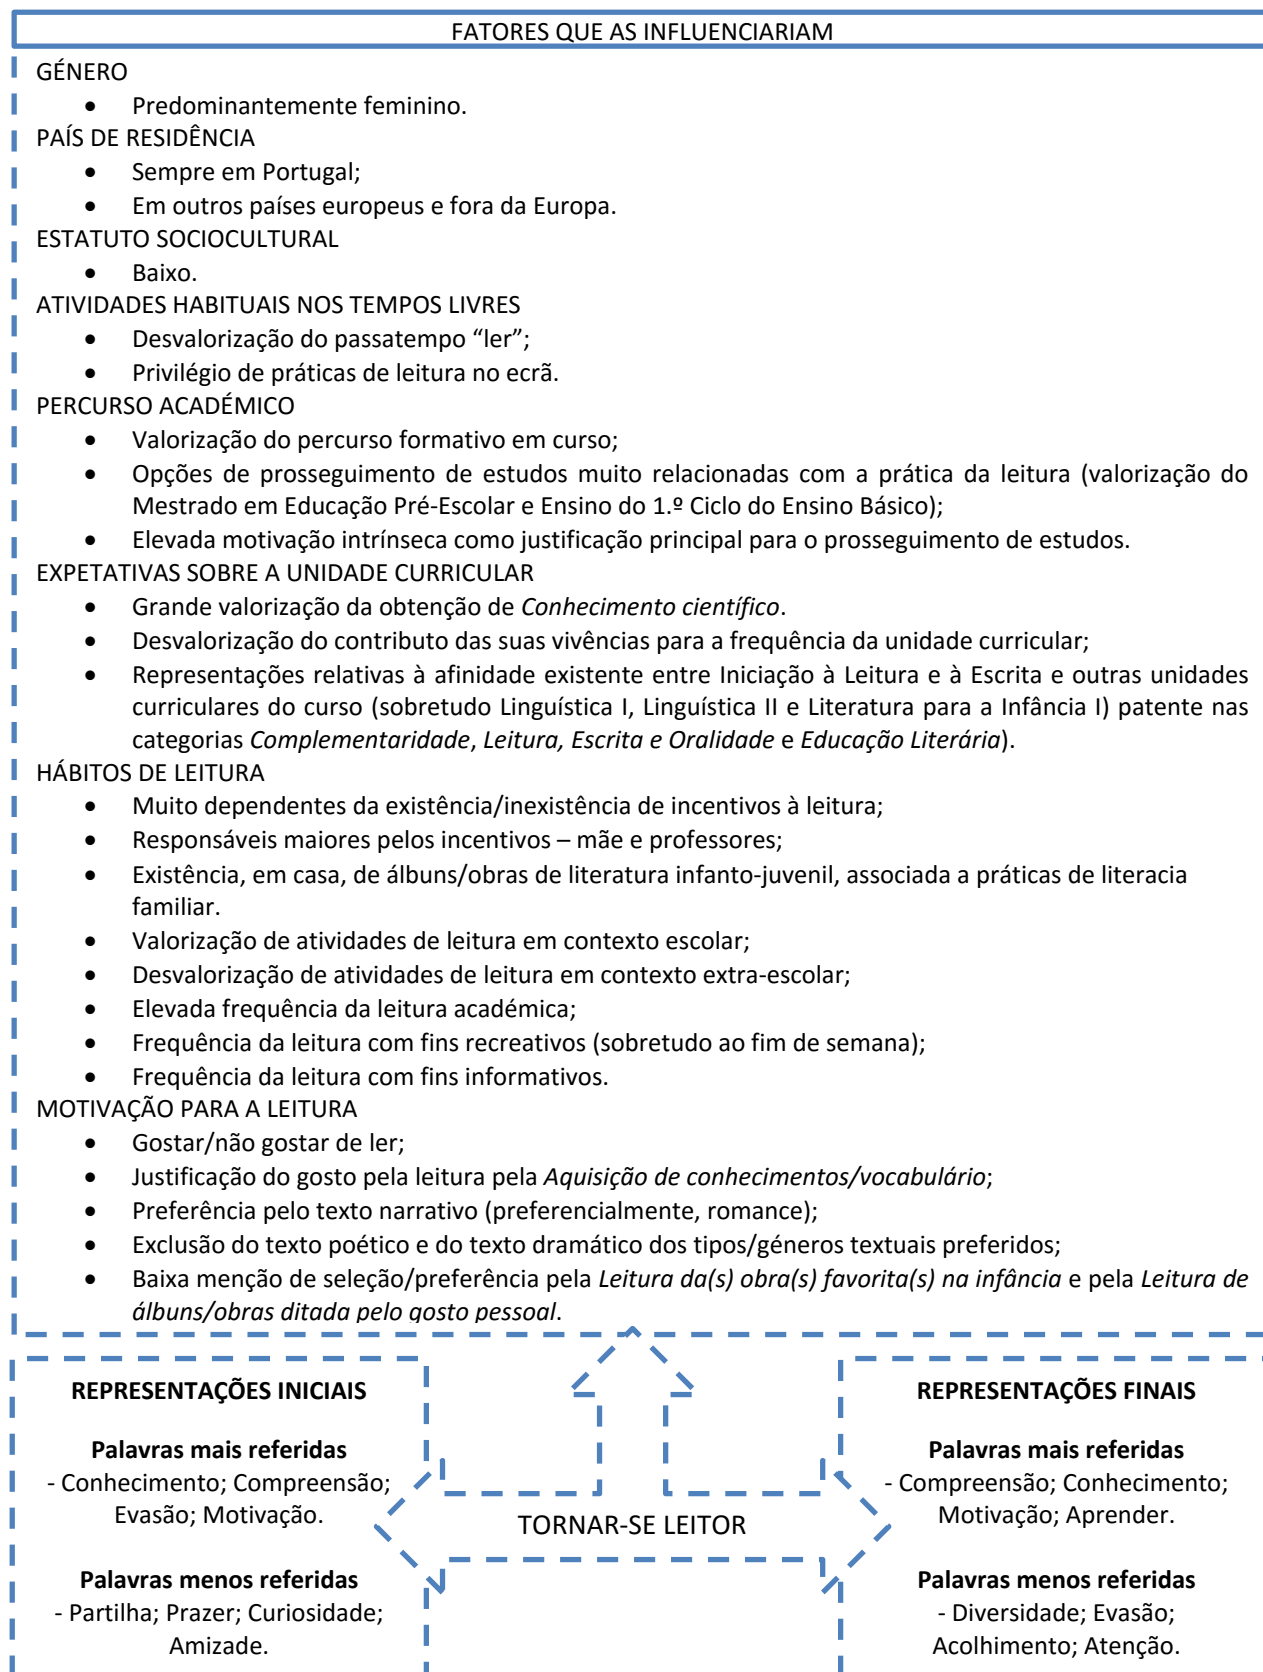 FATORES QUE AS INFLUENCIARIAM
GÉNERO
• Predominantemente feminino.
PAÍS DE RESIDÊNCIA
• Sempre em Portugal;
• Em outros países europeus e fora da Europa.
ESTATUTO SOCIOCULTURAL
• Baixo.
ATIVIDADES HABITUAIS NOS TEMPOS LIVRES
• Desvalorização do passatempo “ler”;
• Privilégio de práticas de leitura no ecrã.
PERCURSO ACADÉMICO
• Valorização do percurso formativo em curso;
• Opções de prosseguimento de estudos muito relacionadas com a prática da leitura (valorização do
Mestrado em Educação Pré-Escolar e Ensino do 1.º Ciclo do Ensino Básico);
• Elevada motivação intrínseca como justificação principal para o prosseguimento de estudos.
EXPETATIVAS SOBRE A UNIDADE CURRICULAR
• Grande valorização da obtenção de Conhecimento científico.
• Desvalorização do contributo das suas vivências para a frequência da unidade curricular;
• Representações relativas à afinidade existente entre Iniciação à Leitura e à Escrita e outras unidades
curriculares do curso (sobretudo Linguística I, Linguística II e Literatura para a Infância I) patente nas
categorias Complementaridade, Leitura, Escrita e Oralidade e Educação Literária).
HÁBITOS DE LEITURA
• Muito dependentes da existência/inexistência de incentivos à leitura;
• Responsáveis maiores pelos incentivos – mãe e professores;
• Existência, em casa, de álbuns/obras de literatura infanto-juvenil, associada a práticas de literacia
familiar.
• Valorização de atividades de leitura em contexto escolar;
• Desvalorização de atividades de leitura em contexto extra-escolar;
• Elevada frequência da leitura académica;
• Frequência da leitura com fins recreativos (sobretudo ao fim de semana);
• Frequência da leitura com fins informativos.
MOTIVAÇÃO PARA A LEITURA
• Gostar/não gostar de ler;
• Justificação do gosto pela leitura pela Aquisição de conhecimentos/vocabulário;
• Preferência pelo texto narrativo (preferencialmente, romance);
• Exclusão do texto poético e do texto dramático dos tipos/géneros textuais preferidos;
• Baixa menção de seleção/preferência pela Leitura da(s) obra(s) favorita(s) na infância e pela Leitura de
álbuns/obras ditada pelo gosto pessoal.
REPRESENTAÇÕES INICIAIS
Palavras mais referidas
- Conhecimento; Compreensão;
Evasão; Motivação.
Palavras menos referidas
- Partilha; Prazer; Curiosidade;
Amizade.
TORNAR-SE LEITOR
REPRESENTAÇÕES FINAIS
Palavras mais referidas
- Compreensão; Conhecimento;
Motivação; Aprender.
Palavras menos referidas
- Diversidade; Evasão;
Acolhimento; Atenção.